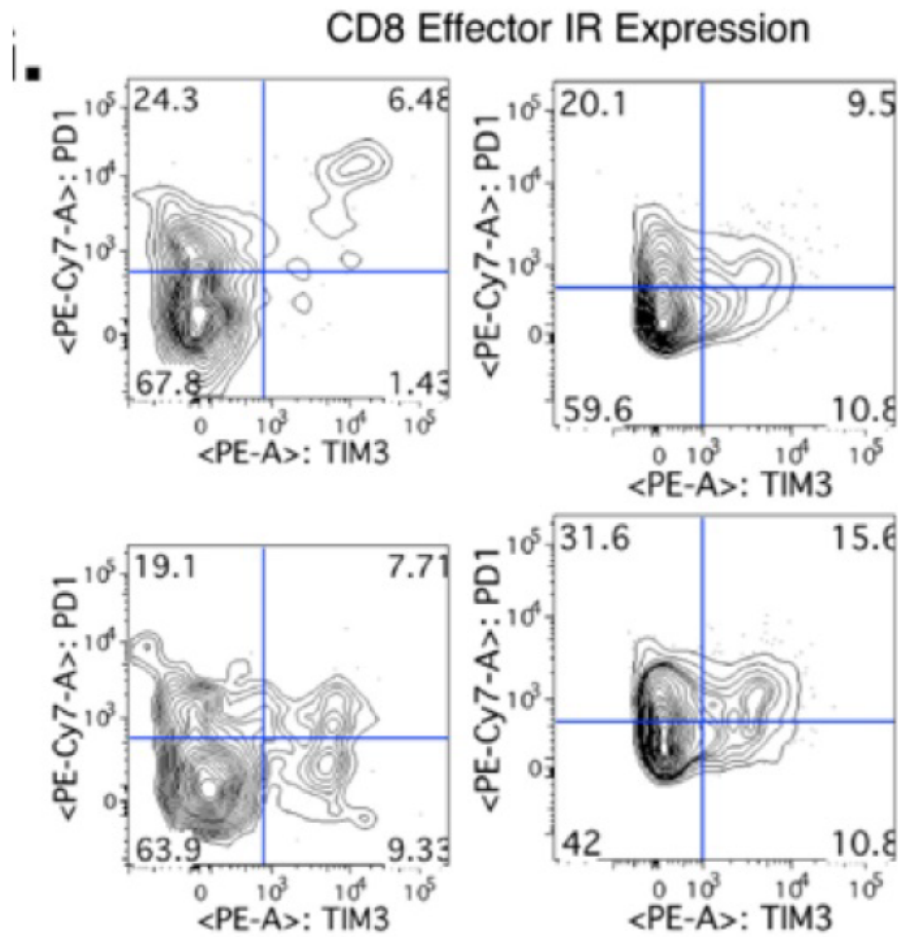 CD8 Effector IR Expression
24.3 6.48
<PE-Cy7-A>: PD1
10⁵
10⁴
10³
0
67.8 1.43
0 10³ 10⁴ 10⁵
<PE-A>: TIM3
20.1 9.5
<PE-Cy7-A>: PD1
10⁵
10⁴
10³
0
59.6 10.8
0 10³ 10⁴ 10⁵
<PE-A>: TIM3
19.1 7.71
<PE-Cy7-A>: PD1
10⁵
10⁴
10³
0
63.9 9.33
0 10³ 10⁴ 10⁵
<PE-A>: TIM3
31.6 15.6
<PE-Cy7-A>: PD1
10⁵
10⁴
10³
0
42 10.8
0 10³ 10⁴ 10⁵
<PE-A>: TIM3